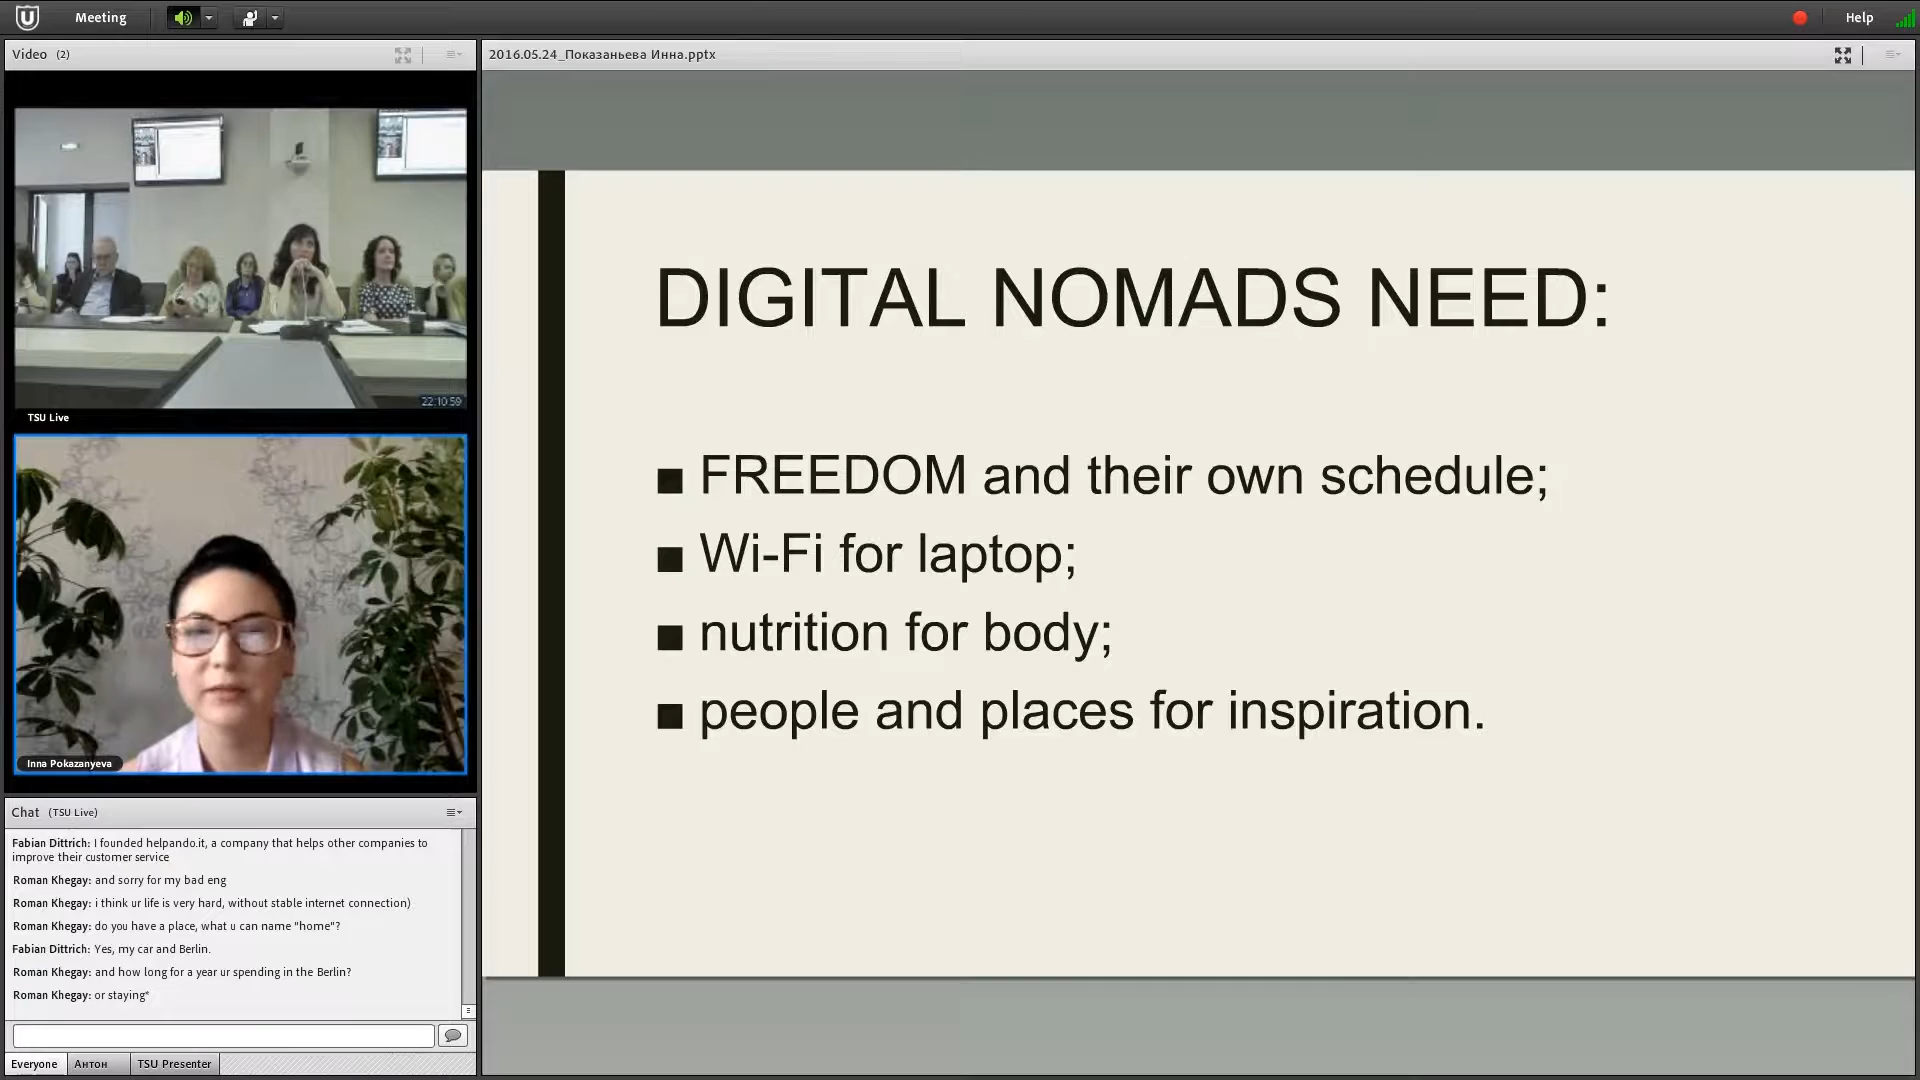 Meeting
Help
Video (2)
2016.05.24_Показаньева Инна.pptx
22:10:59
TSU Live
Inna Pokazanyeva
Chat (TSU Live)
Fabian Dittrich: I founded helpando.it, a company that helps other companies to
improve their customer service
Roman Khegay: and sorry for my bad eng
Roman Khegay: i think ur life is very hard, without stable internet connection)
Roman Khegay: do you have a place, what u can name "home"?
Fabian Dittrich: Yes, my car and Berlin.
Roman Khegay: and how long for a year ur spending in the Berlin?
Roman Khegay: or staying*
Everyone Антон TSU Presenter
DIGITAL NOMADS NEED:
■ FREEDOM and their own schedule;
■ Wi-Fi for laptop;
■ nutrition for body;
■ people and places for inspiration.